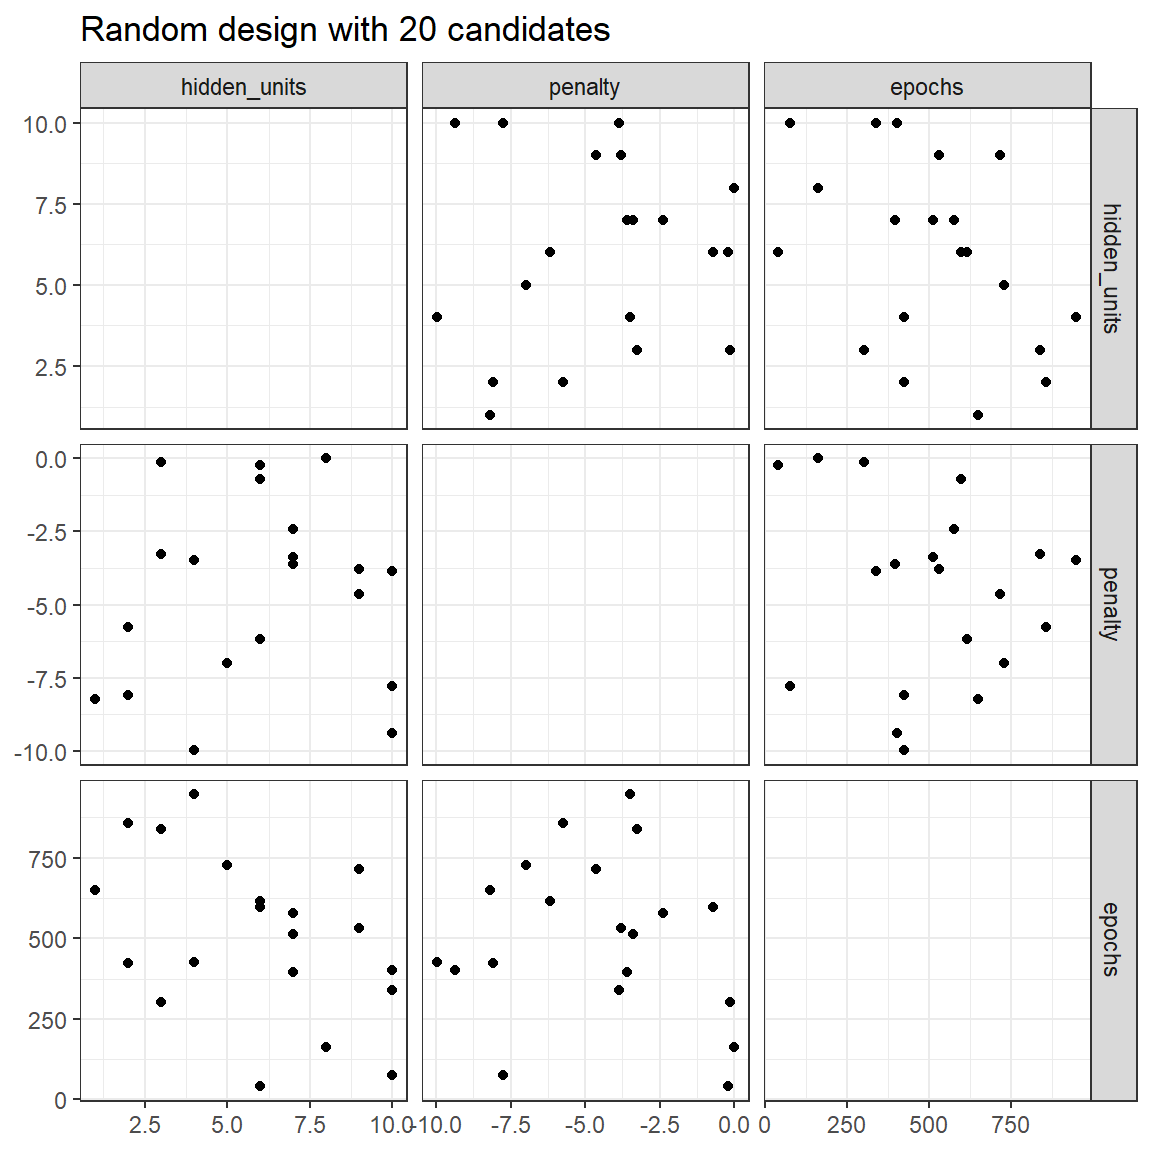 Random design with 20 candidates
hidden_units
penalty
epochs
10.0
7.5
5.0
2.5
hidden_units
0.0
-2.5
-5.0
-7.5
-10.0
penalty
750
500
250
0
epochs
2.5 5.0 7.5 10.0 -10.0 -7.5 -5.0 -2.5 0.0 0 250 500 750